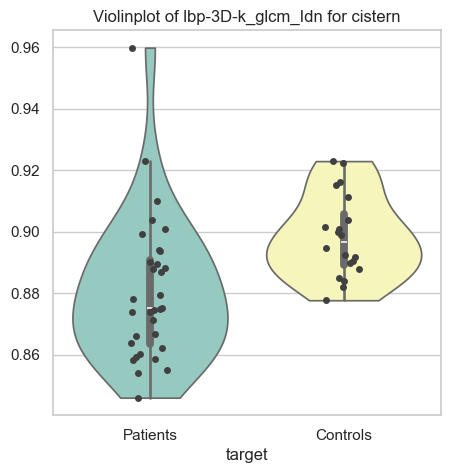 Violinplot of lbp-3D-k_glcm_Idn for cistern
0.96
0.94
0.92
0.90
0.88
0.86
Patients
Controls
target